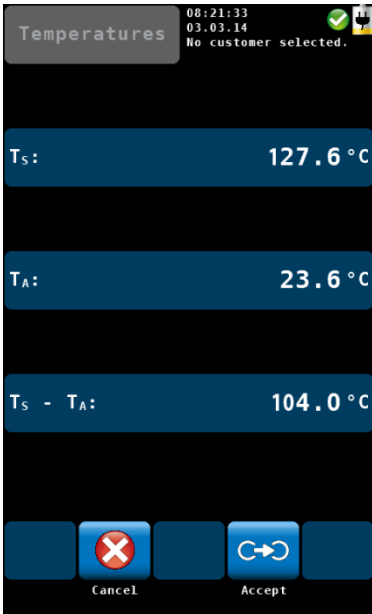 Temperatures
08:21:33
03.03.14
No customer selected.
Ts: 127.6 °C
TA: 23.6 °C
Ts - TA: 104.0 °C
Cancel Accept